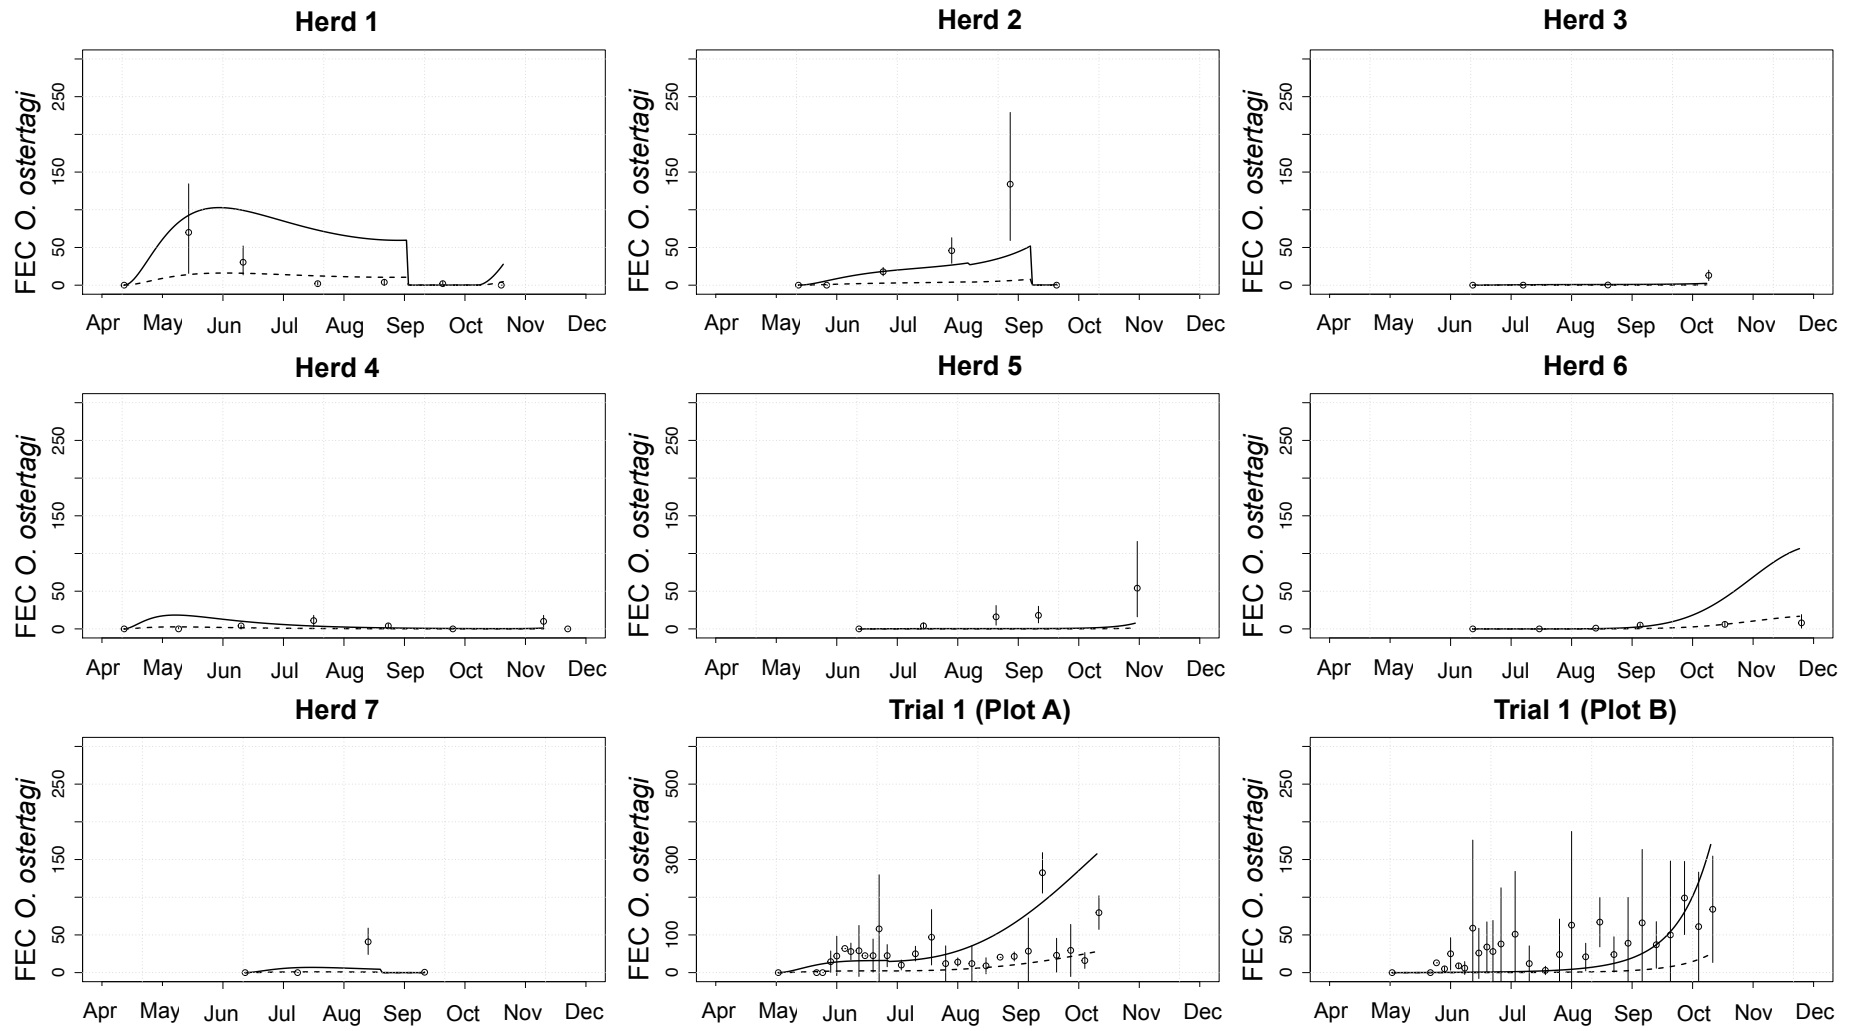 Herd 1
Herd 2
Herd 3
FEC O. ostertagi
0 50 150 250
Apr May Jun Jul Aug Sep Oct Nov Dec
FEC O. ostertagi
0 50 150 250
Apr May Jun Jul Aug Sep Oct Nov Dec
FEC O. ostertagi
0 50 150 250
Apr May Jun Jul Aug Sep Oct Nov Dec
Herd 4
Herd 5
Herd 6
FEC O. ostertagi
0 50 150 250
Apr May Jun Jul Aug Sep Oct Nov Dec
FEC O. ostertagi
0 50 150 250
Apr May Jun Jul Aug Sep Oct Nov Dec
FEC O. ostertagi
0 50 150 250
Apr May Jun Jul Aug Sep Oct Nov Dec
Herd 7
Trial 1 (Plot A)
Trial 1 (Plot B)
FEC O. ostertagi
0 50 150 250
Apr May Jun Jul Aug Sep Oct Nov Dec
FEC O. ostertagi
0 100 300 500
Apr May Jun Jul Aug Sep Oct Nov Dec
FEC O. ostertagi
0 50 150 250
Apr May Jun Jul Aug Sep Oct Nov Dec